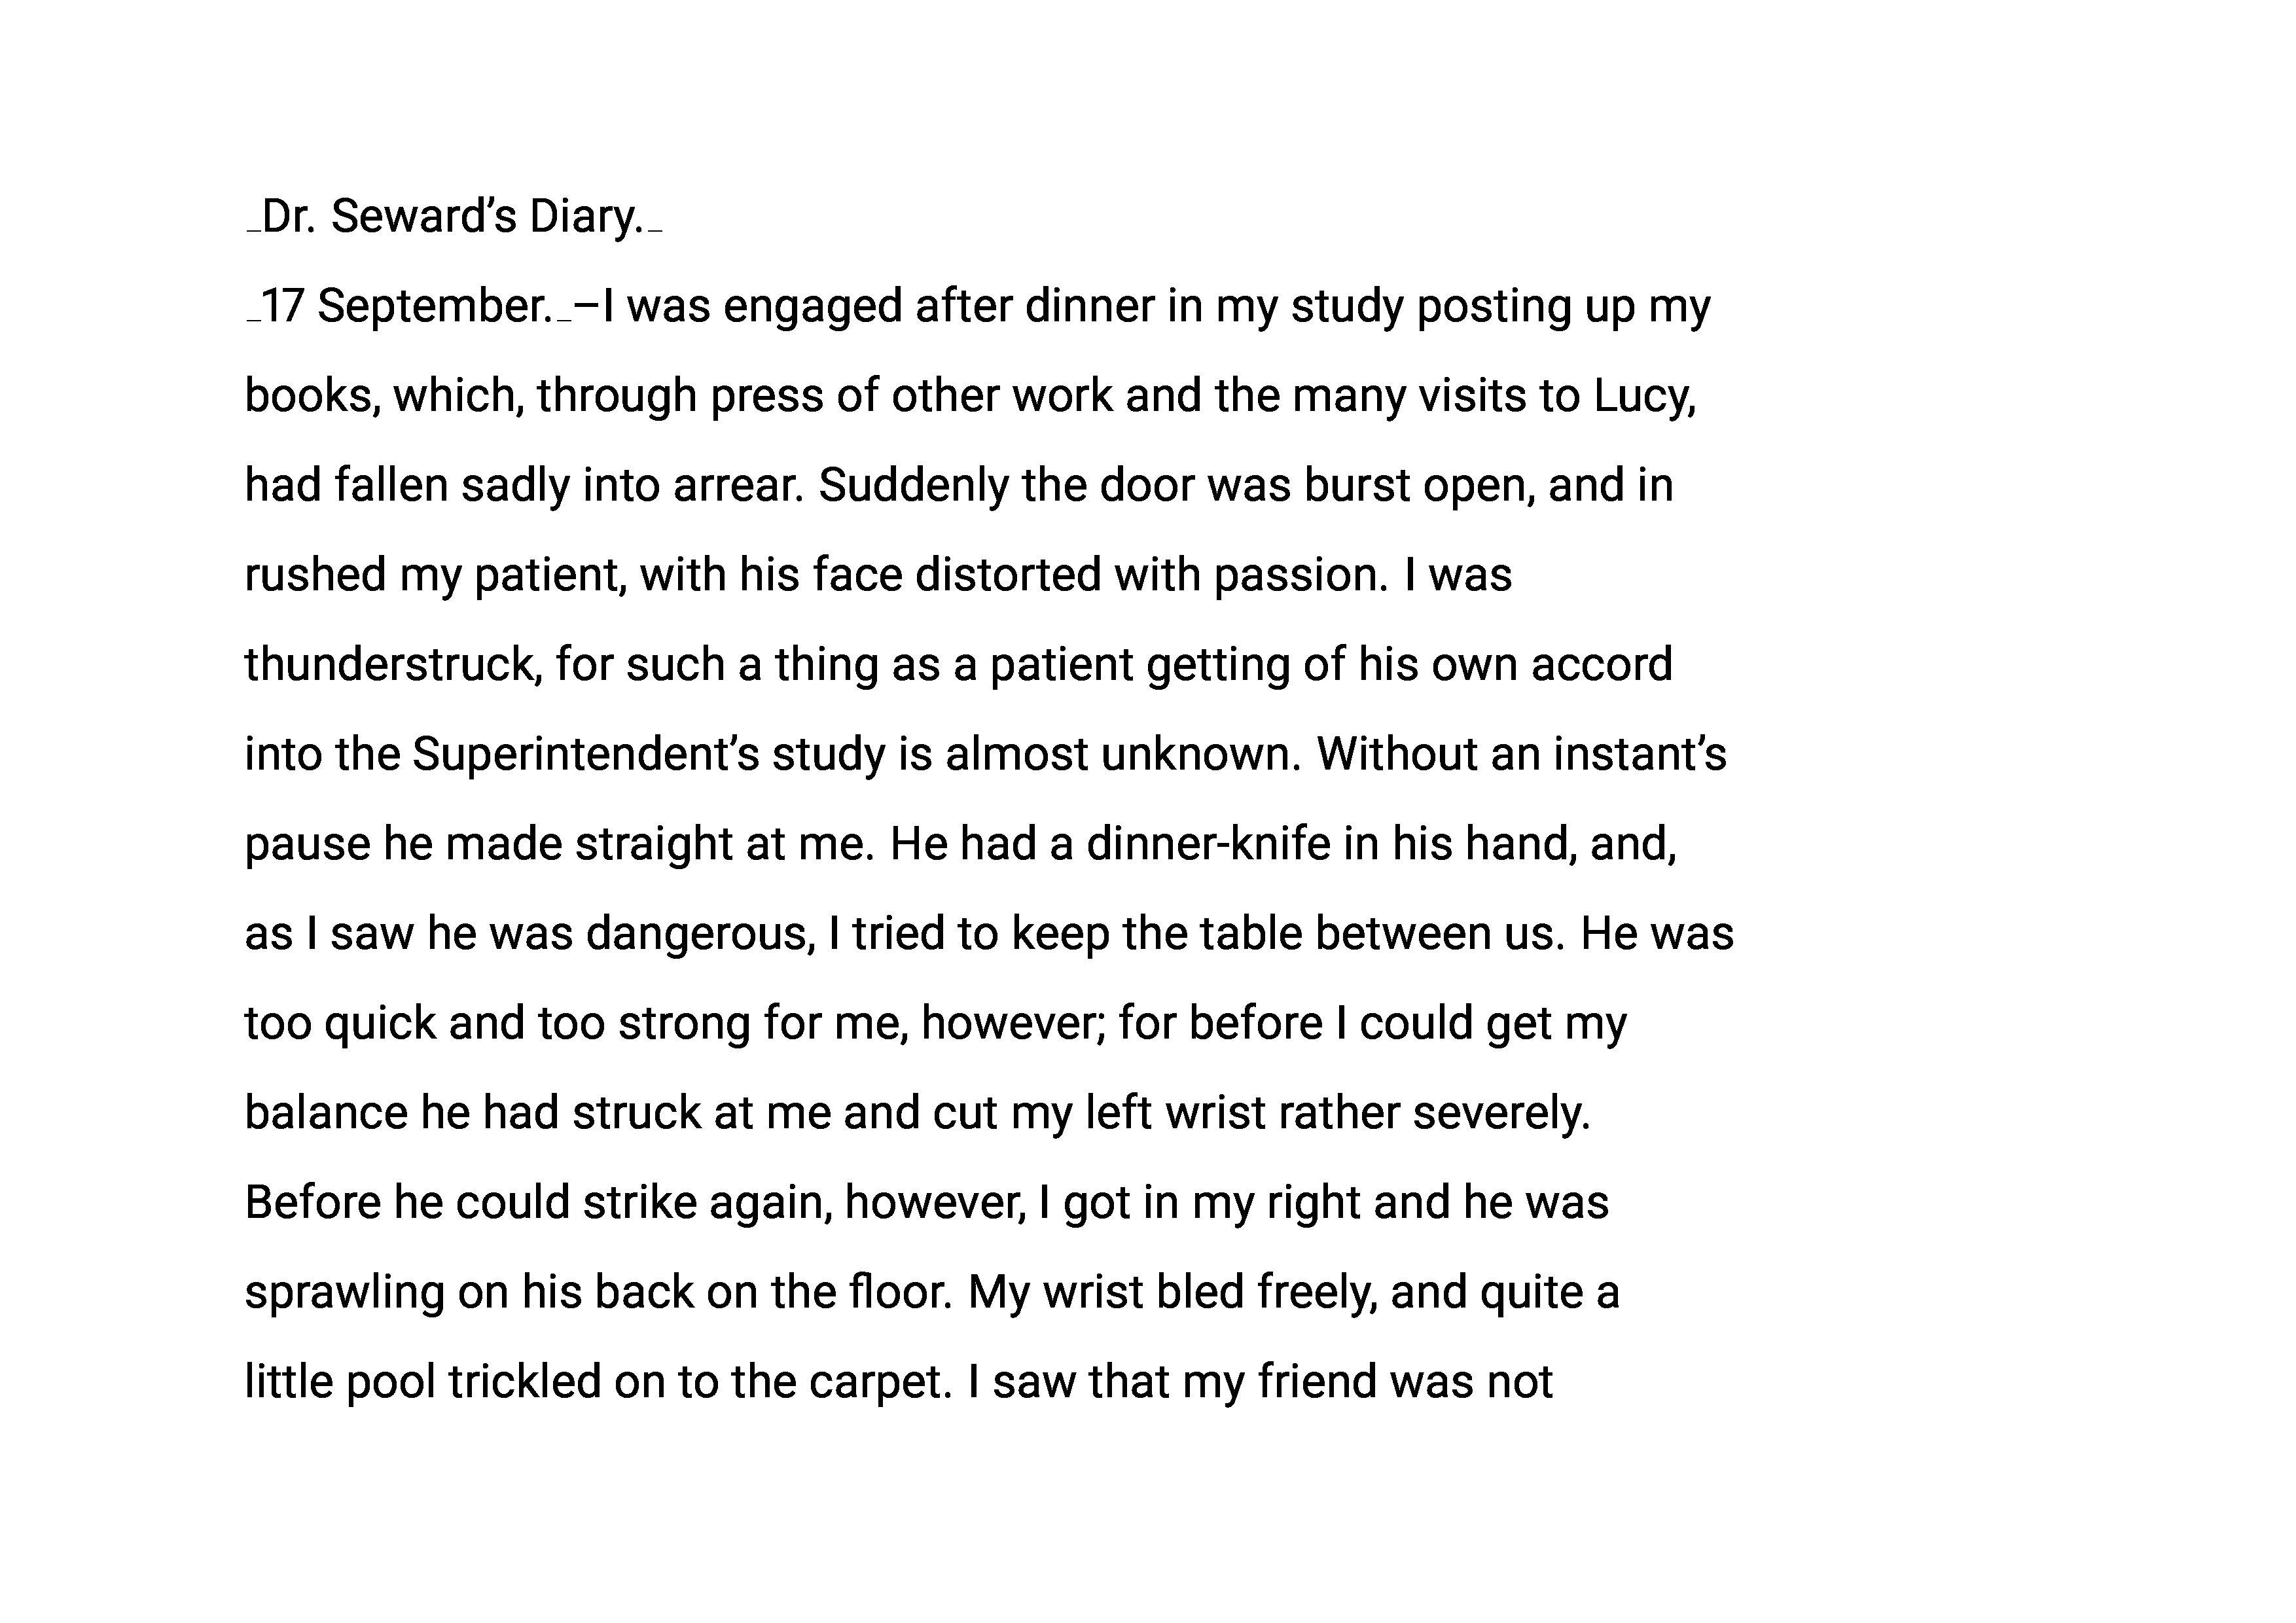 _Dr. Seward’s Diary._
_17 September._–I was engaged after dinner in my study posting up my
books, which, through press of other work and the many visits to Lucy,
had fallen sadly into arrear. Suddenly the door was burst open, and in
rushed my patient, with his face distorted with passion. I was
thunderstruck, for such a thing as a patient getting of his own accord
into the Superintendent’s study is almost unknown. Without an instant’s
pause he made straight at me. He had a dinner-knife in his hand, and,
as I saw he was dangerous, I tried to keep the table between us. He was
too quick and too strong for me, however; for before I could get my
balance he had struck at me and cut my left wrist rather severely.
Before he could strike again, however, I got in my right and he was
sprawling on his back on the floor. My wrist bled freely, and quite a
little pool trickled on to the carpet. I saw that my friend was not